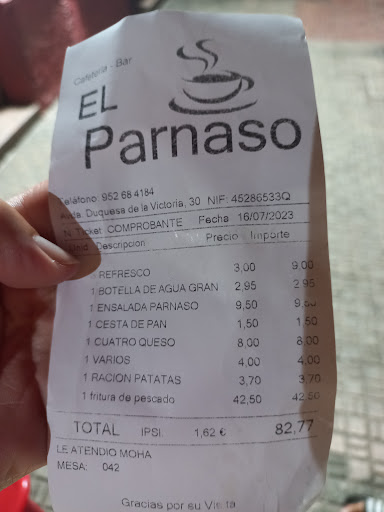 Cafetería - Bar
EL
Parnaso
Teléfono: 952 68 4184
Avda. Duquesa de la Victoria, 30 NIF: 45286533Q
N. Ticket COMPROBANTE Fecha 16/07/2023
Descripcion Precio Importe
REFRESCO 3,00 9,00
1 BOTELLA DE AGUA GRAN 2,95 2,95
1 ENSALADA PARNASO 9,50 9,50
1 CESTA DE PAN 1,50 1,50
1 CUATRO QUESO 8,00 8,00
1 VARIOS 4,00 4,00
1 RACION PATATAS 3,70 3,70
1 fritura de pescado 42,50 42,50
TOTAL IPSI. 1,62 € 82,77
LE ATENDIO MOHA
MESA: 042
Gracias por su Visita